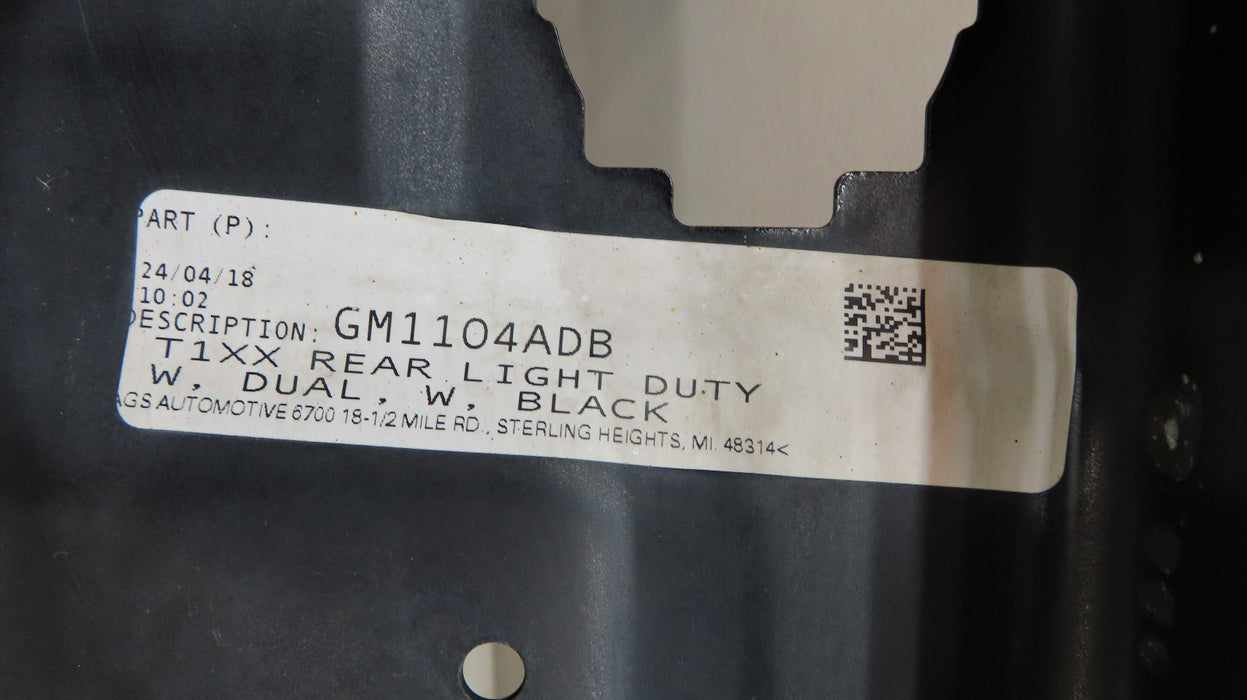 PART (P):
24/04/18
10:02
DESCRIPTION: GM1104ADB
T1XX REAR LIGHT DUTY
W, DUAL, W, BLACK
AGS AUTOMOTIVE 6700 18-1/2 MILE RD., STERLING HEIGHTS, MI. 48314<